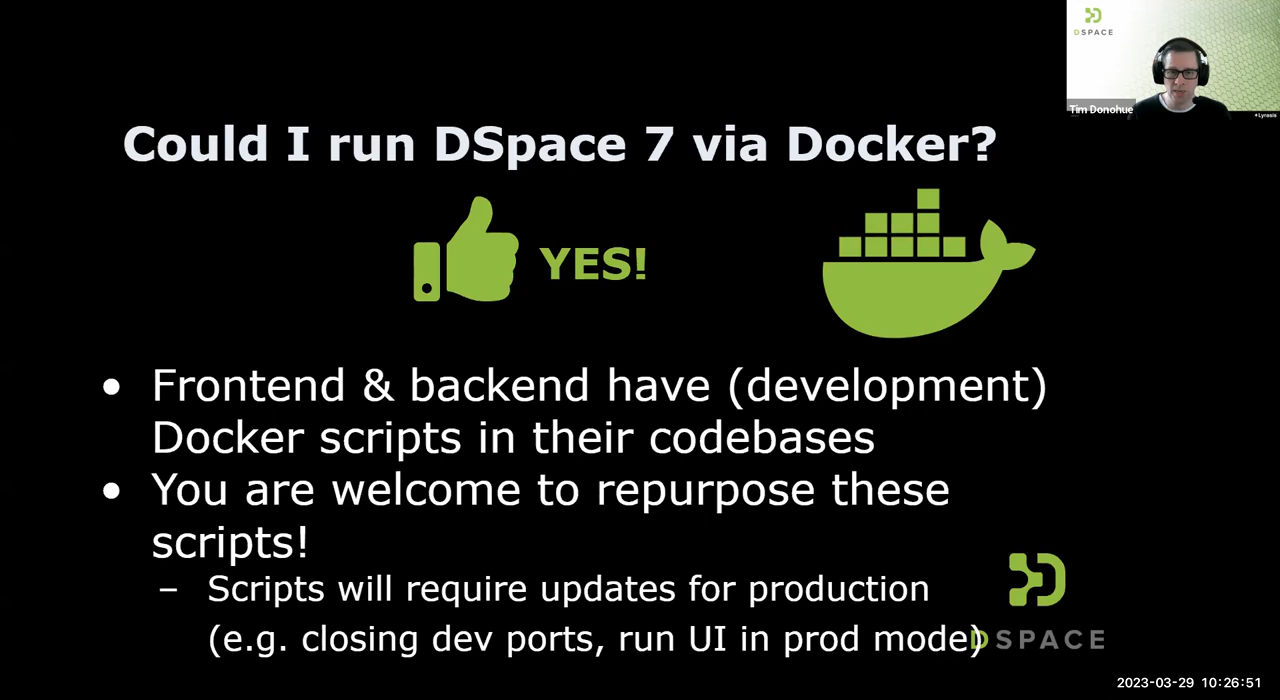 DSPACE
Tim Donohue
Lyrasis
Could I run DSpace 7 via Docker?
YES!
• Frontend & backend have (development)
Docker scripts in their codebases
• You are welcome to repurpose these
scripts!
– Scripts will require updates for production
(e.g. closing dev ports, run UI in prod mode)
DSPACE
2023-03-29 10:26:51